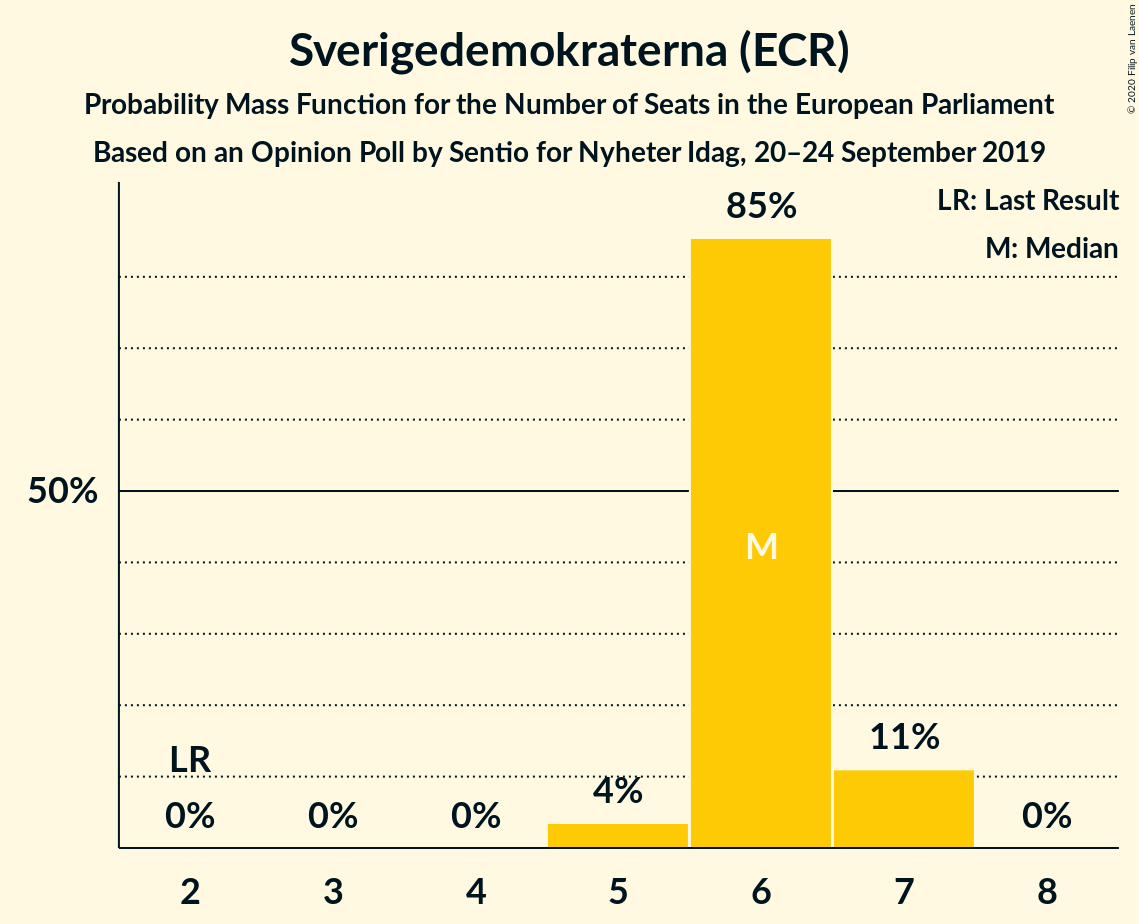 Sverigedemokraterna (ECR)
Probability Mass Function for the Number of Seats in the European Parliament
Based on an Opinion Poll by Sentio for Nyheter Idag, 20–24 September 2019
© 2020 Filip van Laenen
LR: Last Result
M: Median
85%
50%
M
LR
11%
4%
0% 0% 0% 0%
2 3 4 5 6 7 8